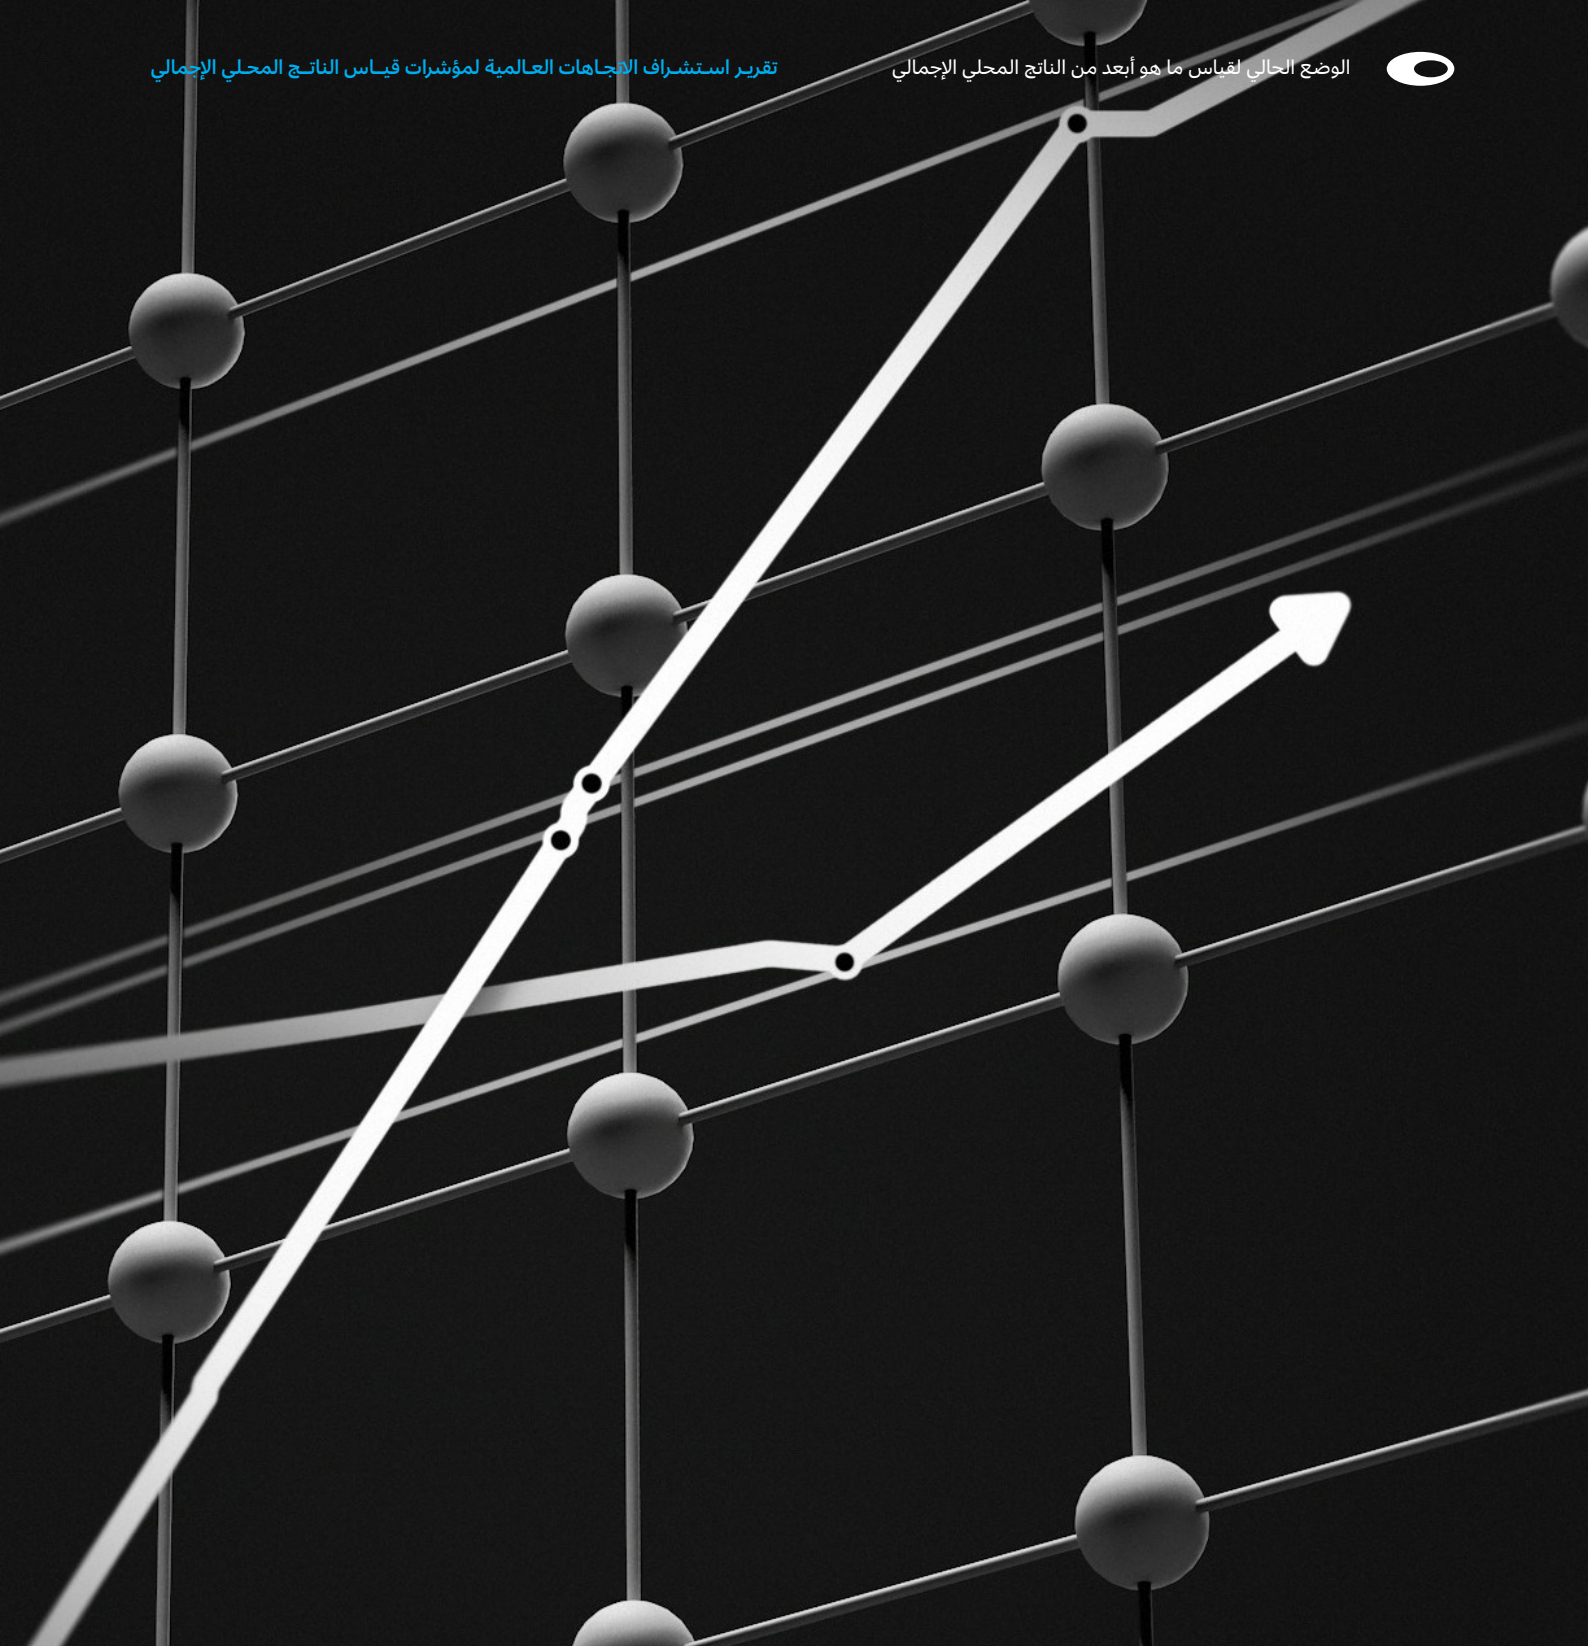 الوضع الحالي لقياس ما هو أبعد من الناتج المحلي الإجمالي
تقرير استشراف الاتجاهات العالمية لمؤشرات قياس الناتج المحلي الإجمالي